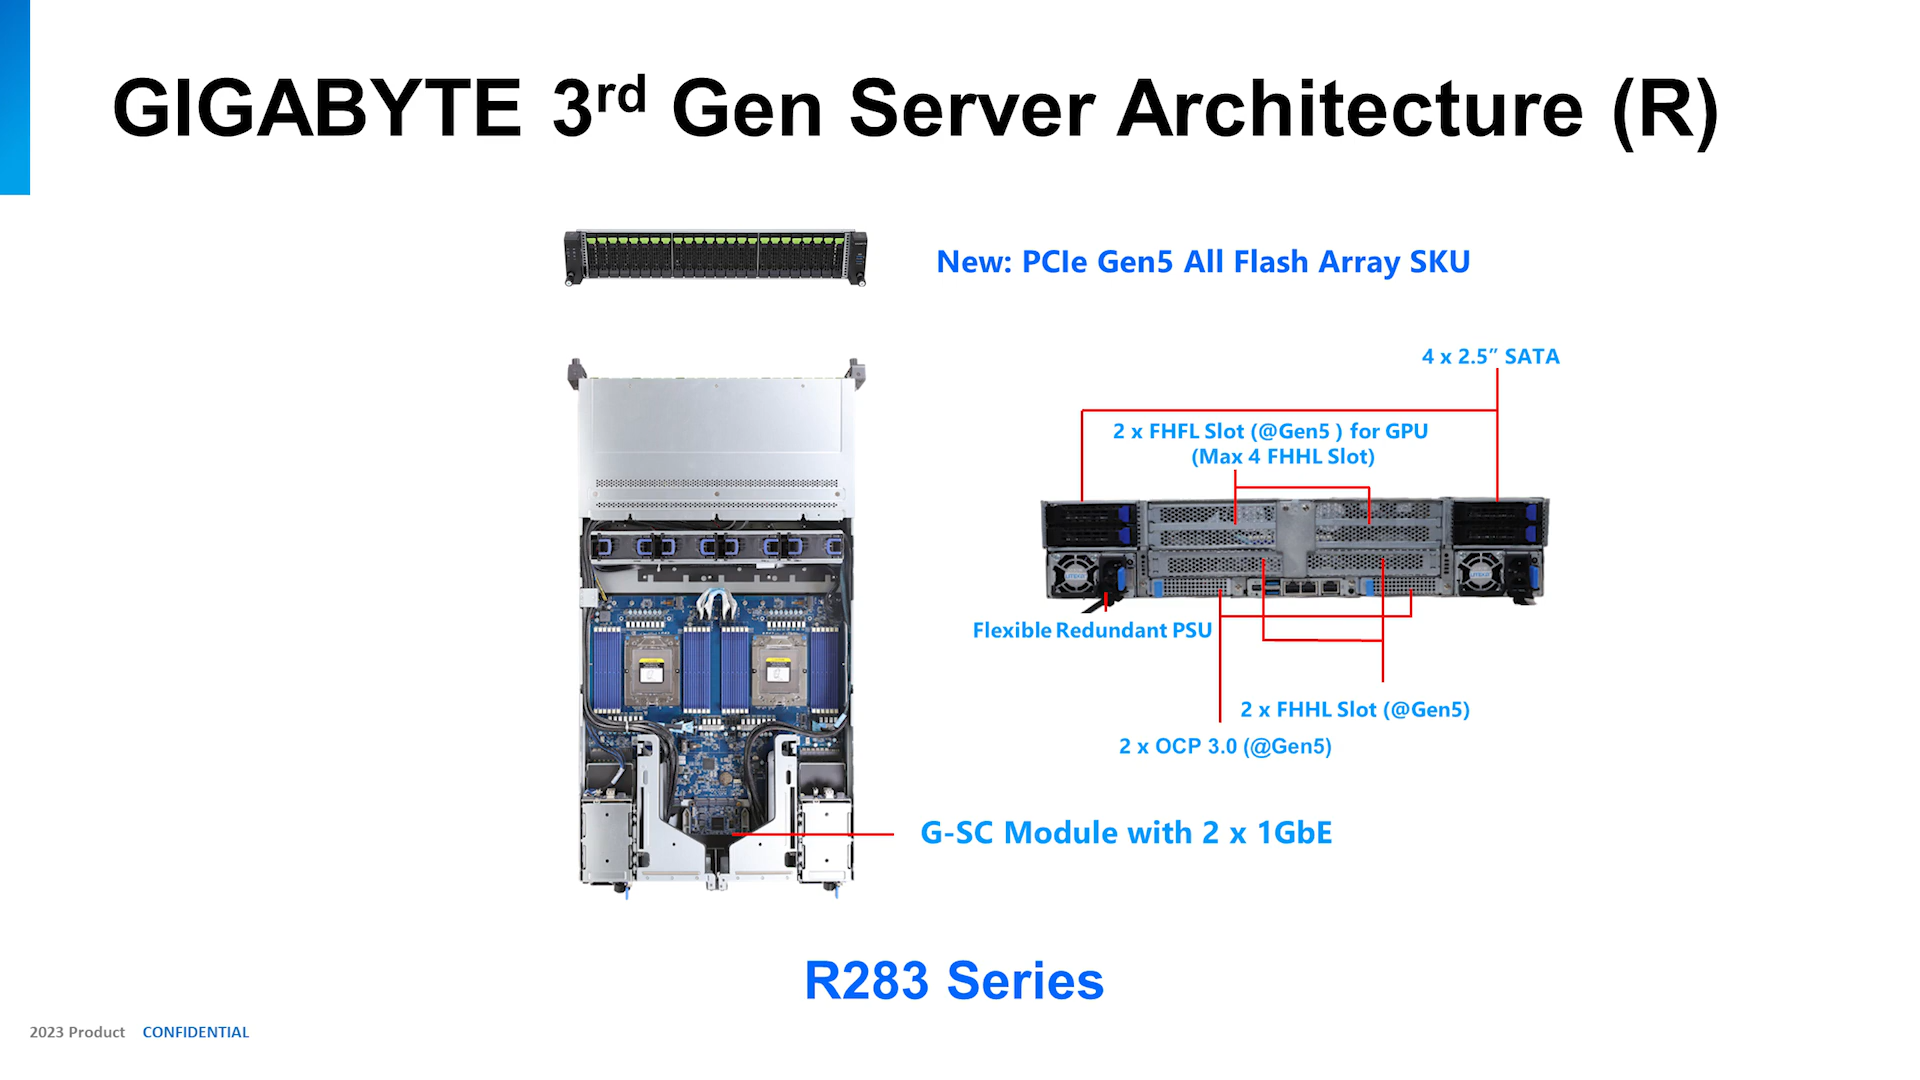 GIGABYTE 3rd Gen Server Architecture (R)
New: PCIe Gen5 All Flash Array SKU
4 x 2.5” SATA
2 x FHFL Slot (@Gen5 ) for GPU
(Max 4 FHHL Slot)
Flexible Redundant PSU
2 x FHHL Slot (@Gen5)
2 x OCP 3.0 (@Gen5)
G-SC Module with 2 x 1GbE
R283 Series
2023 Product CONFIDENTIAL